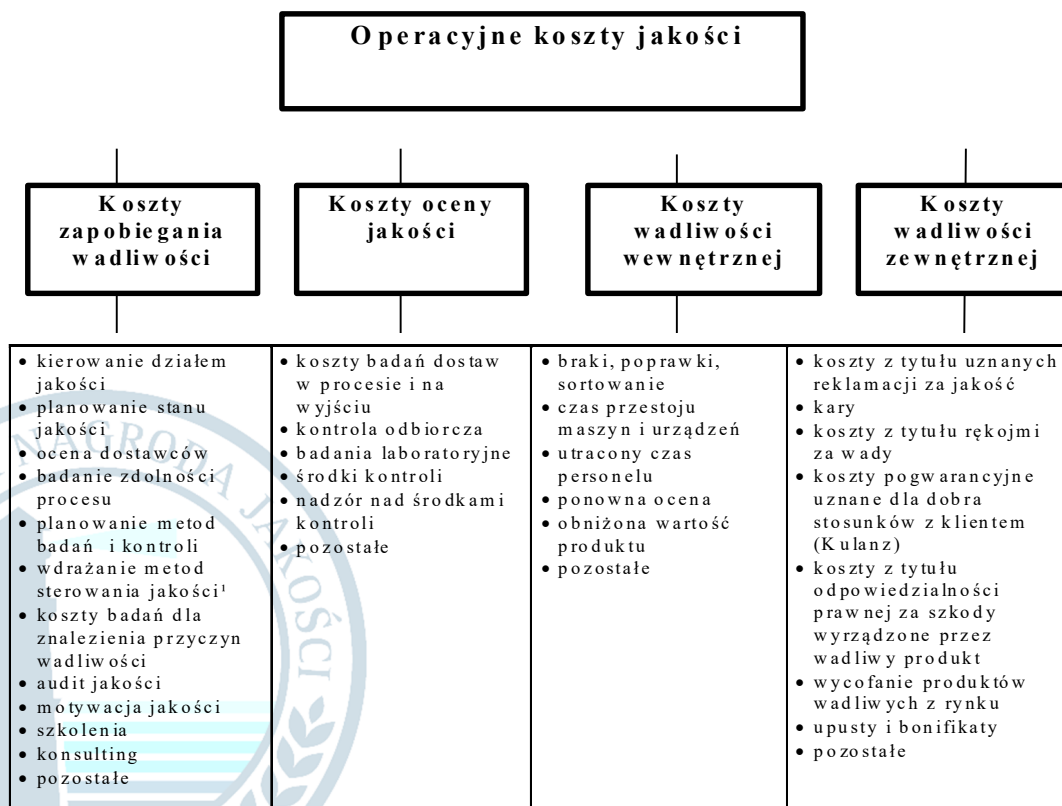 Operacyjne koszty jakości
Koszty
zapobiegania
wadliwości
Koszty oceny
jakości
Koszty
wadliwości
wewnętrznej
Koszty
wadliwości
zewnętrznej
• kierowanie działem
jakości
• planowanie stanu
jakości
• ocena dostawców
• badanie zdolności
procesu
• planowanie metod
badań i kontroli
• wdrażanie metod
sterowania jakości¹
• koszty badań dla
znalezienia przyczyn
wadliwości
• audit jakości
• motywacja jakości
• szkolenia
• konsulting
• pozostałe
• koszty badań dostaw
w procesie i na
wyjściu
• kontrola odbiorcza
• badania laboratoryjne
• środki kontroli
• nadzór nad środkami
kontroli
• pozostałe
• braki, poprawki,
sortowanie
• czas przestoju
maszyn i urządzeń
• utracony czas
personelu
• ponowna ocena
• obniżona wartość
produktu
• pozostałe
• koszty z tytułu uznanych
reklamacji za jakość
• kary
• koszty z tytułu rękojmi
za wady
• koszty pogwarancyjne
uznane dla dobra
stosunków z klientem
(Kulanz)
• koszty z tytułu
odpowiedzialności
prawnej za szkody
wyrządzone przez
wadliwy produkt
• wycofanie produktów
wadliwych z rynku
• upusty i bonifikaty
• pozostałe
NAGRODA JAKOŚCI